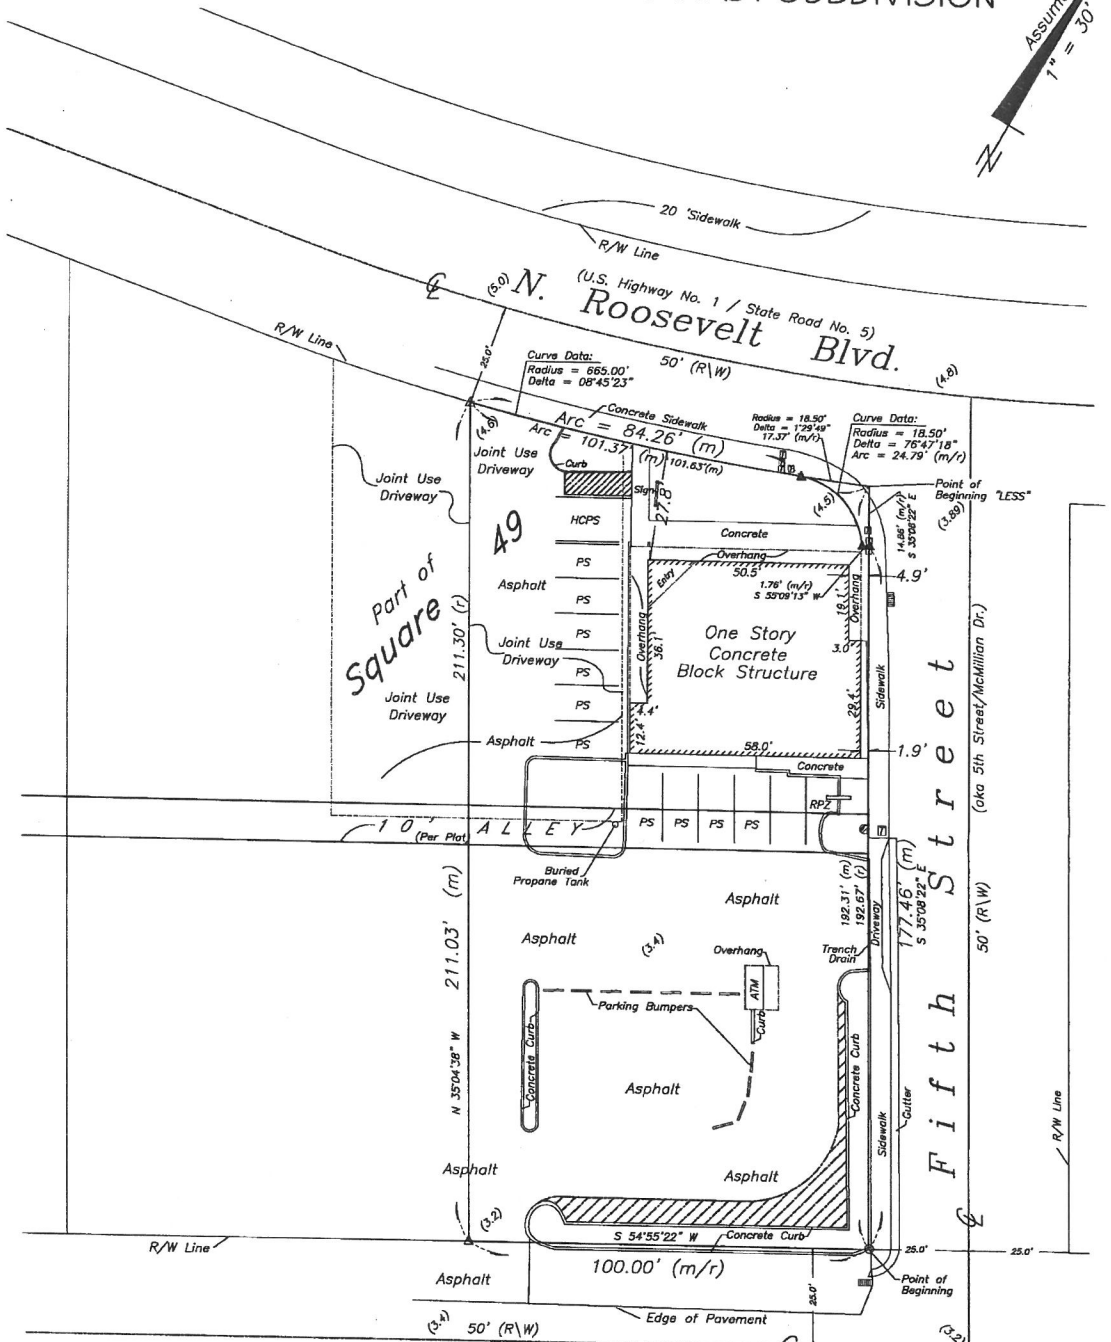 SUBDIVISION
1" = 30'
N
20 'Sidewalk
R/W Line
(U.S. Highway No. 1 / State Road No. 5)
N. Roosevelt Blvd.
50' (R\W)
(5.0)
(4.8)
R/W Line
25.0'
Curve Data:
Radius = 665.00'
Delta = 08°45'23"
Concrete Sidewalk
Arc = 84.26' (m)
Arc = 101.37' (m)
101.63'(m)
Radius = 18.50'
Delta = 1°29'49"
17.37' (m/r)
Curve Data:
Radius = 18.50'
Delta = 76°47'18"
Arc = 24.79' (m/r)
Point of
Beginning "LESS"
(3.89)
(4.6)
(4.5)
14.86' (m/r)
S 35°08'22" E
Joint Use
Driveway
Joint Use
Driveway
Curb
Sign
27.8'
HCPS
Concrete
Overhang
Entry
50.5'
1.76' (m/r)
S 55°09'13" W
4.9'
19.1'
Overhang
PS
Asphalt
PS
PS
PS
PS
PS
Part of
Square 49
211.30' (r)
Joint Use
Driveway
Joint Use
Driveway
Asphalt
Overhang
36.1'
One Story
Concrete
Block Structure
3.0'
29.4'
Sidewalk
4.4'
12.4'
58.0'
1.9'
Concrete
RPZ
PS
PS
PS
PS
10' ALLEY
(Per Plat)
Buried
Propane Tank
Fifth Street
(aka 5th Street/McMillian Dr.)
50' (R\W)
192.31' (m)
192.67' (r)
177.46' (m)
S 35°08'22" E
Driveway
Trench
Drain
Asphalt
Asphalt
(3.4)
Overhang
ATM
Curb
Parking Bumpers
Concrete Curb
Concrete Curb
211.03' (m)
N 35°04'38" W
Asphalt
Sidewalk
Gutter
R/W Line
Asphalt
Asphalt
(3.2)
R/W Line
S 54°55'22" W
Concrete Curb
100.00' (m/r)
25.0'
25.0'
Point of
Beginning
Asphalt
25.0'
Edge of Pavement
(3.4)
50' (R\W)
(3.2)